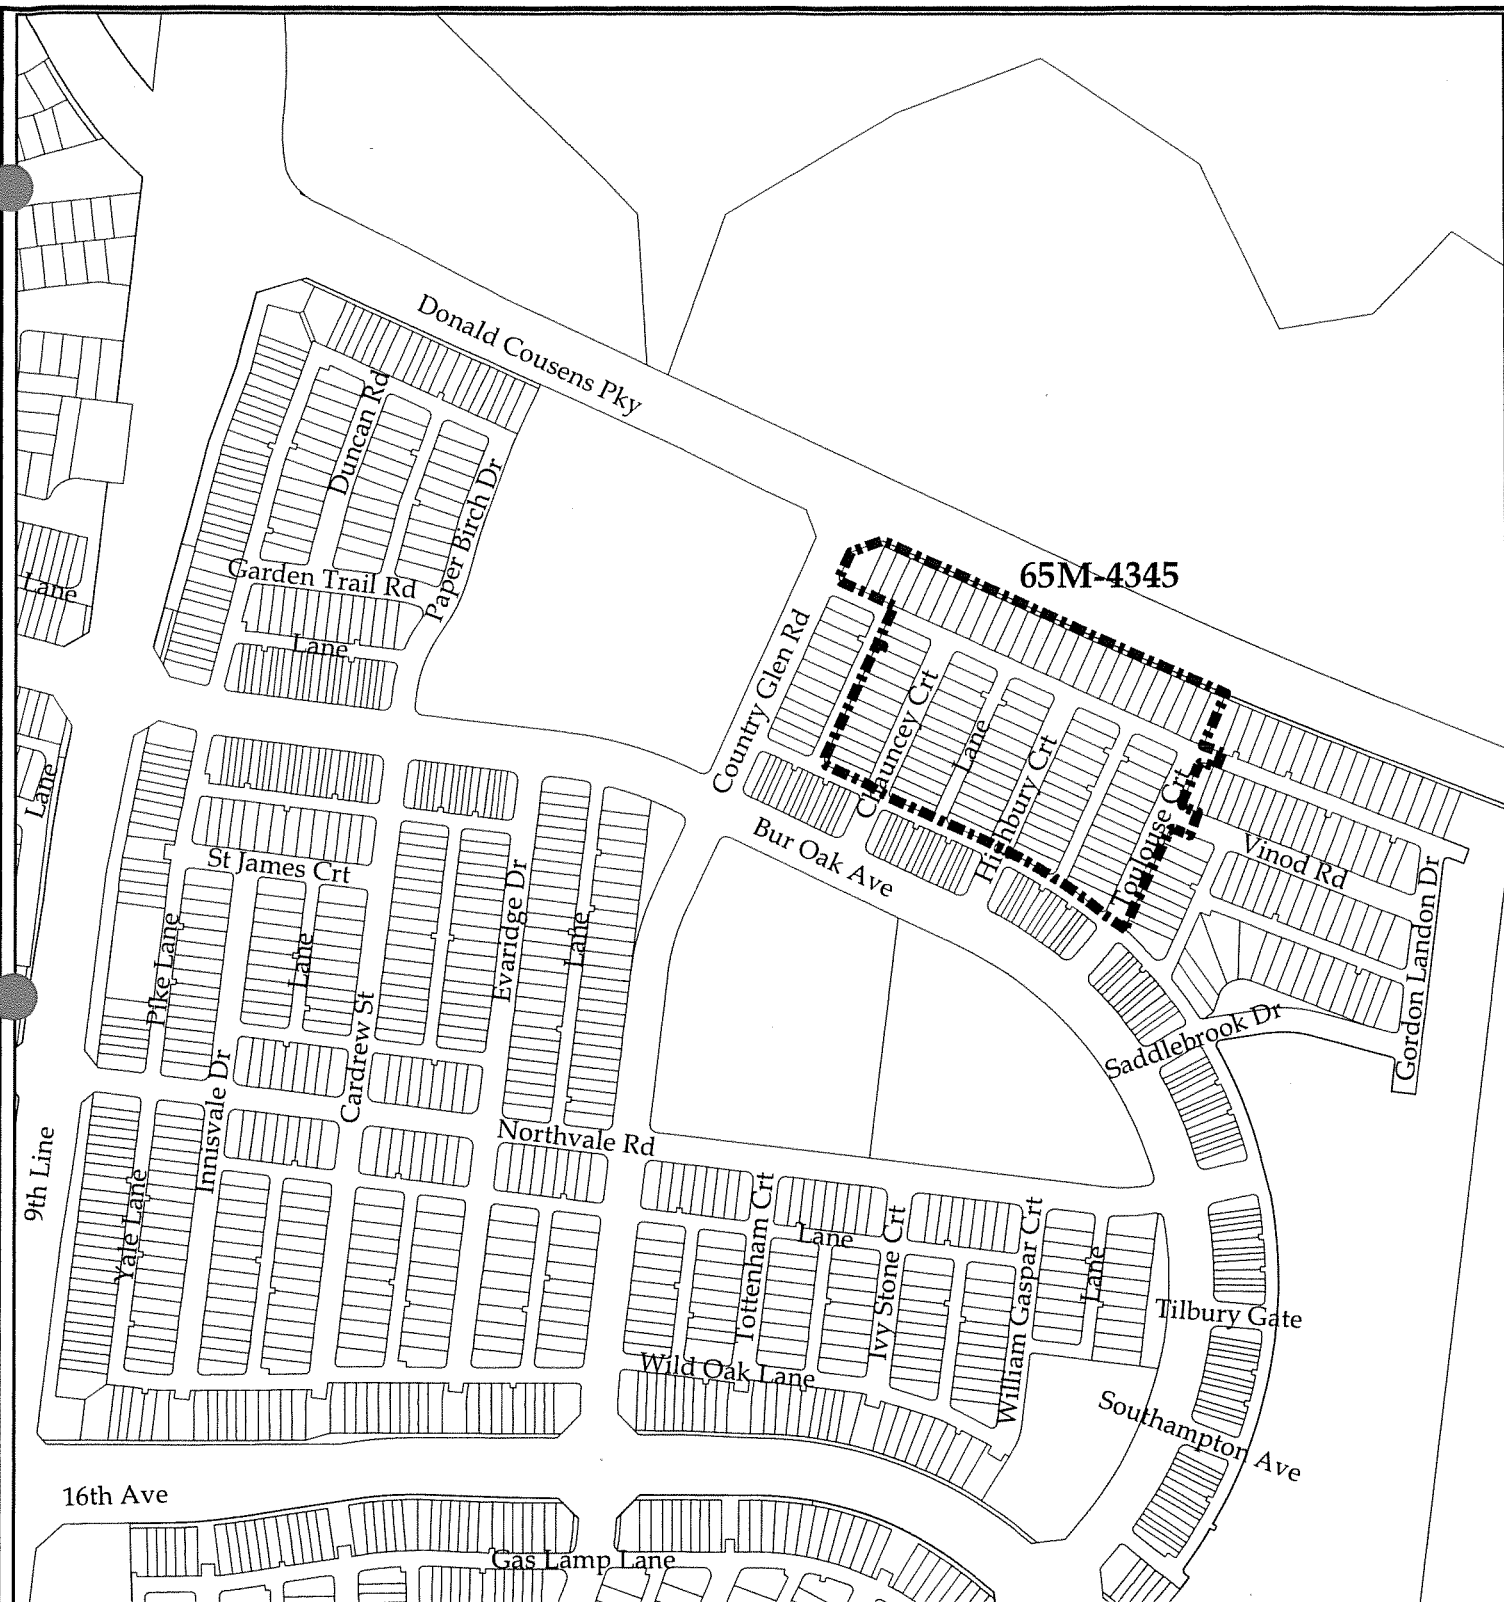 Donald Cousens Pky
Duncan Rd
Paper Birch Dr
65M-4345
Garden Trail Rd
Lane
Lane
Country Glen Rd
Chauncey Crt
Lane
Highbury Crt
Toulouse Crt
Lane
Bur Oak Ave
Vinod Rd
St James Crt
Evaridge Dr
Lane
Lane
Pike Lane
Gordon Landon Dr
Cardrew St
Saddlebrook Dr
Innisvale Dr
Northvale Rd
9th Line
Yale Lane
Tottenham Crt
Lane
Ivy Stone Crt
William Gaspar Crt
Lane
Tilbury Gate
Wild Oak Lane
Southampton Ave
16th Ave
Gas Lamp Lane